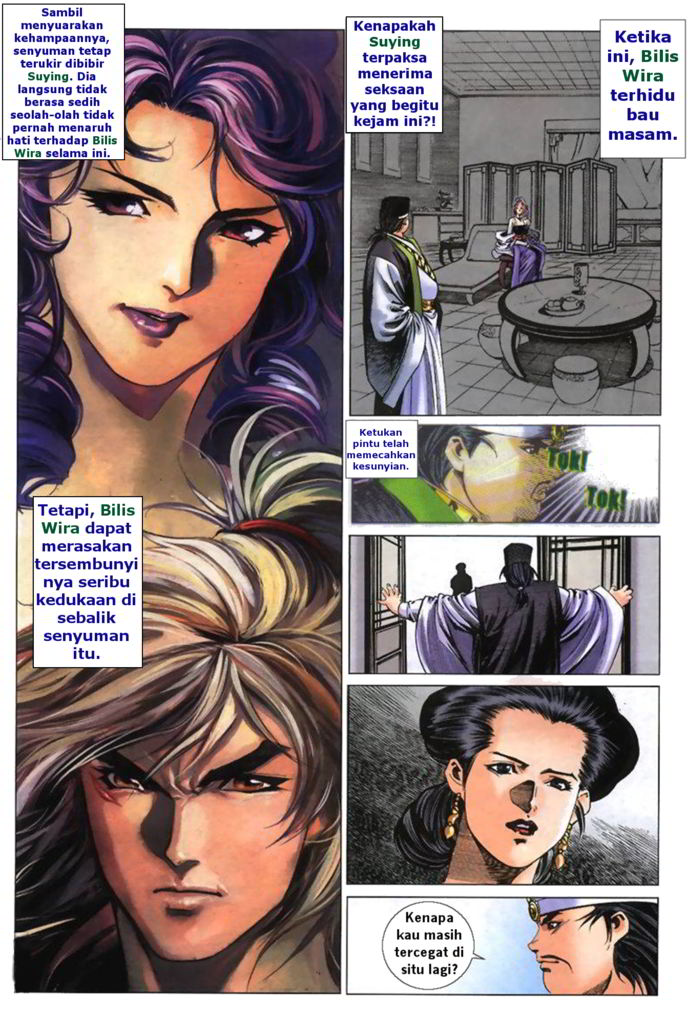 Sambil
menyuarakan
kehampaannya,
senyuman tetap
terukir dibibir
Suying. Dia
langsung tidak
berasa sedih
seolah-olah tidak
pernah menaruh
hati terhadap Bilis
Wira selama ini.
Tetapi, Bilis
Wira dapat
merasakan
tersembunyi
nya seribu
kedukaan di
sebalik
senyuman
itu.
Kenapakah
Suying
terpaksa
menerima
seksaan
yang begitu
kejam ini?!
Ketika
ini, Bilis
Wira
terhidu
bau
masam.
Ketukan
pintu telah
memecahkan
kesunyian.
Tok!
Tok!
Kenapa
kau masih
tercegat di
situ lagi?